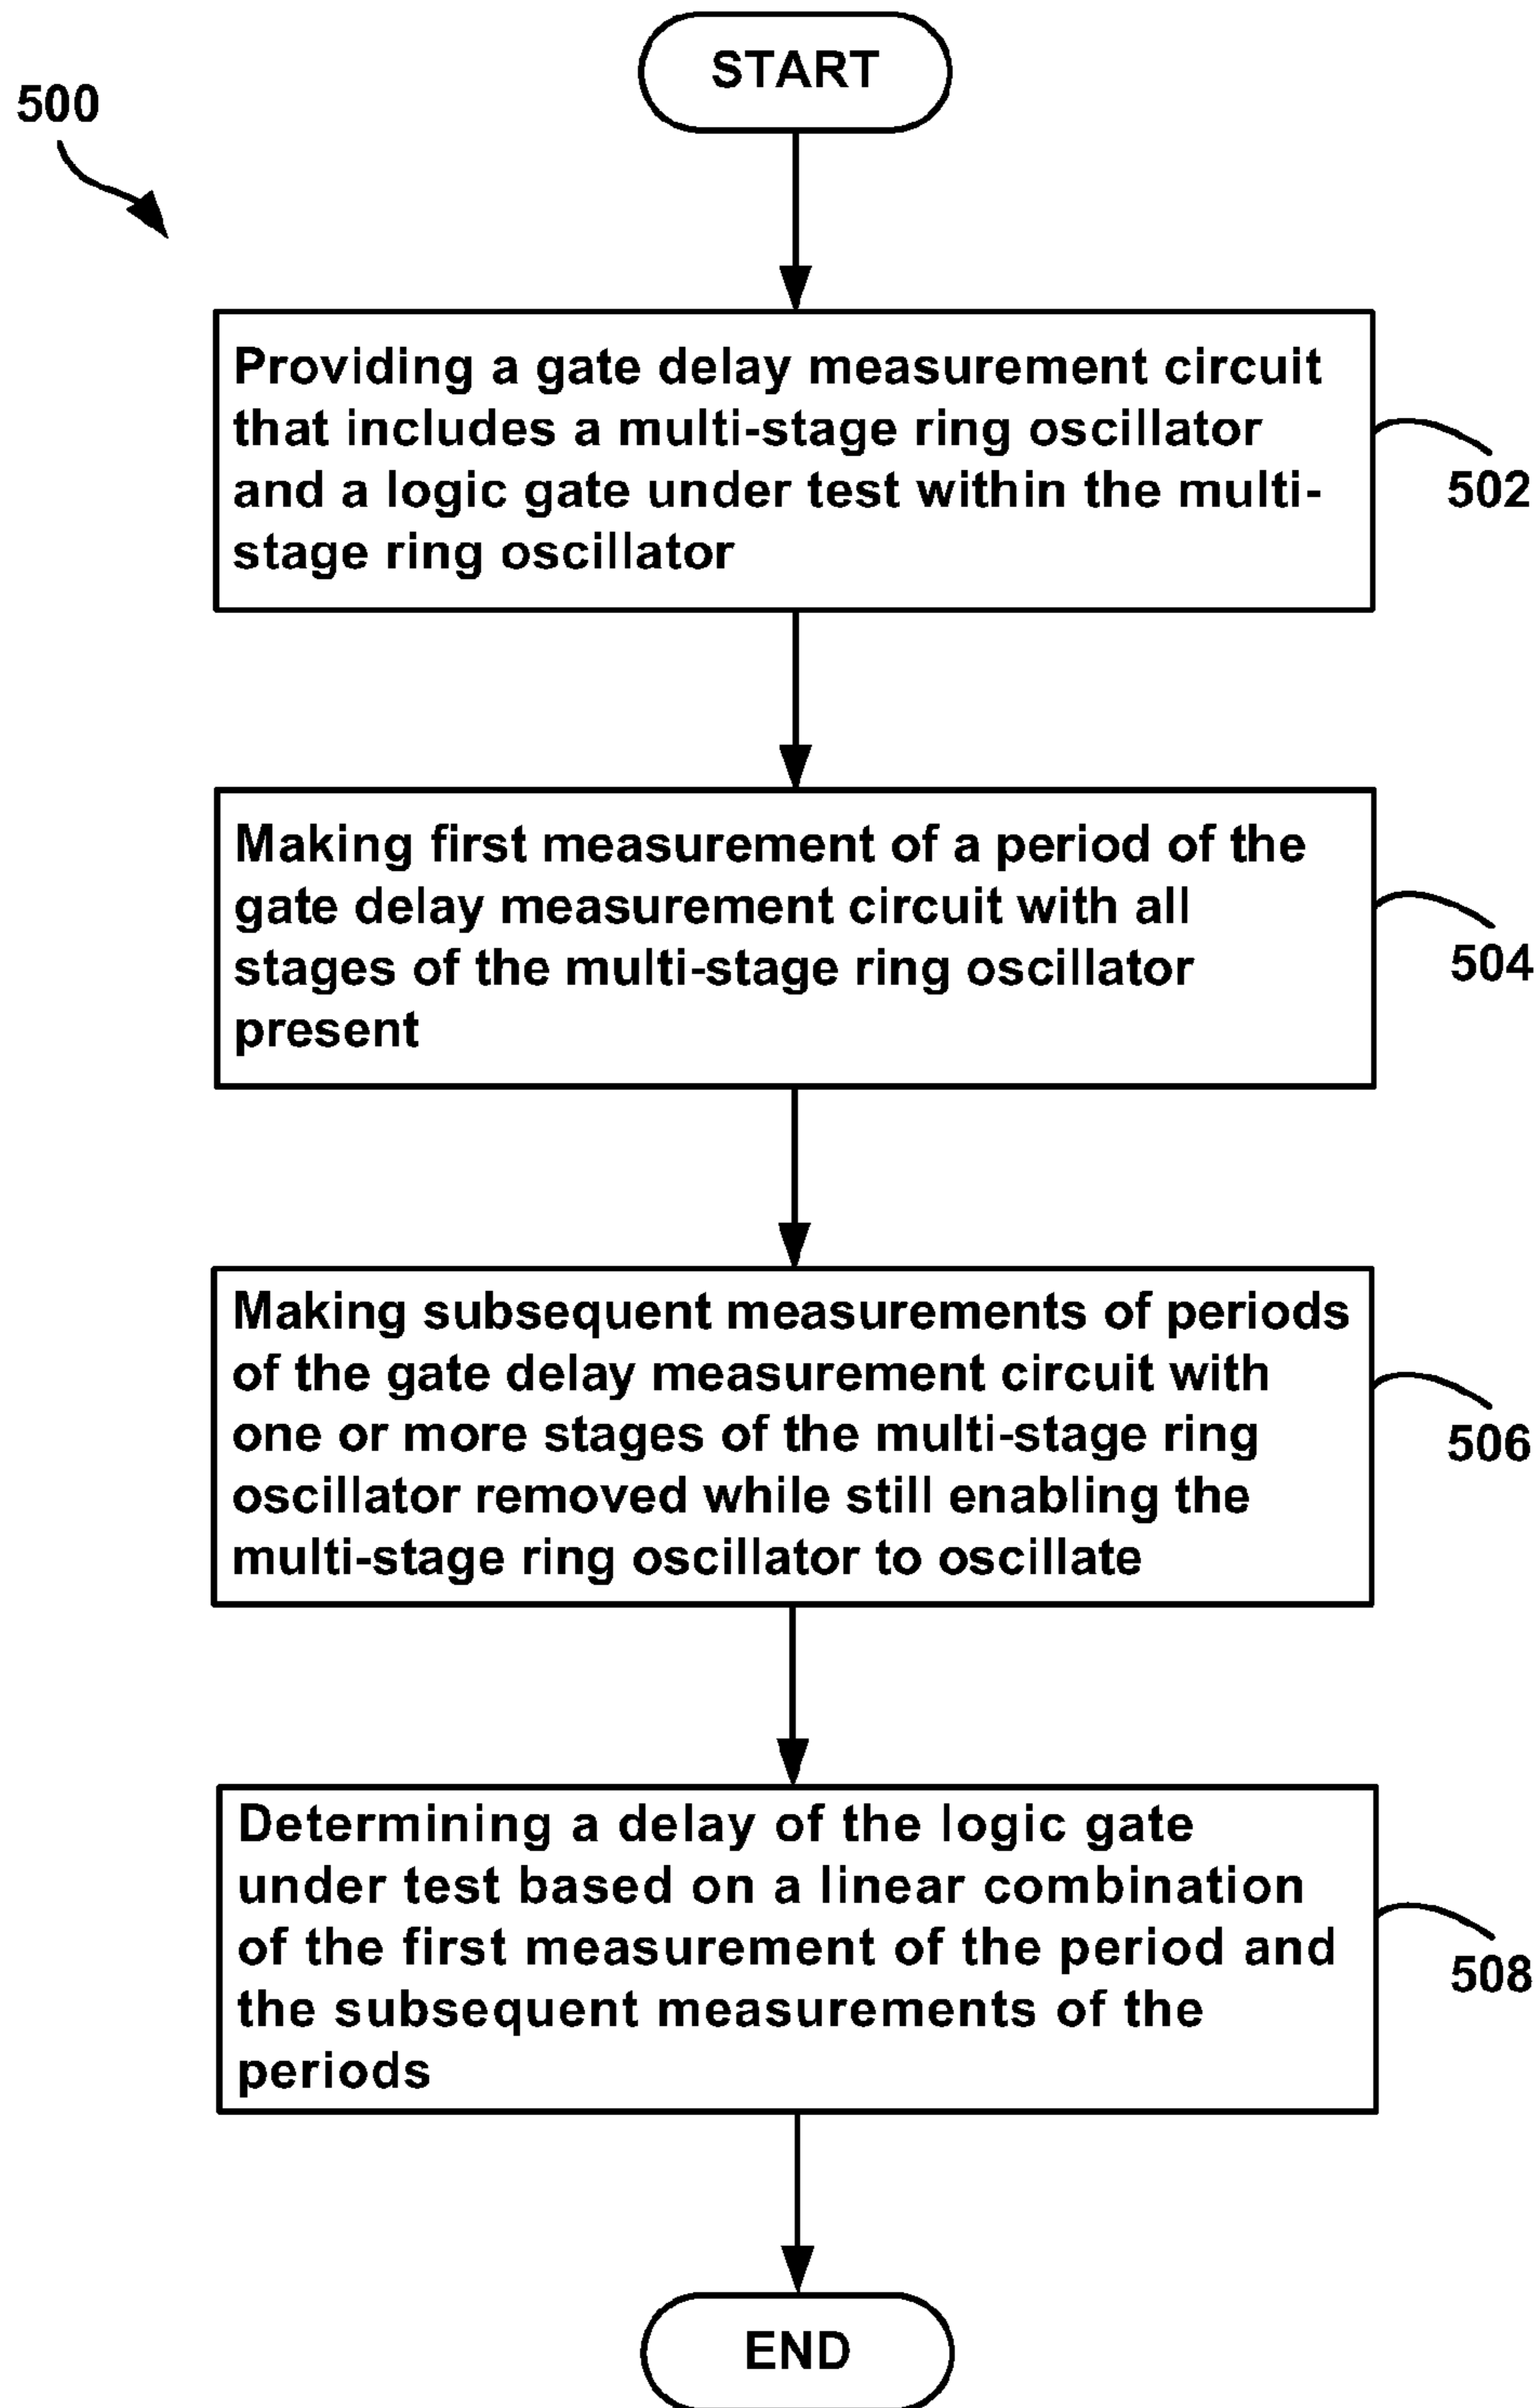 START
500
Providing a gate delay measurement circuit
that includes a multi-stage ring oscillator
and a logic gate under test within the multi-
stage ring oscillator
502
Making first measurement of a period of the
gate delay measurement circuit with all
stages of the multi-stage ring oscillator
present
504
Making subsequent measurements of periods
of the gate delay measurement circuit with
one or more stages of the multi-stage ring
oscillator removed while still enabling the
multi-stage ring oscillator to oscillate
506
Determining a delay of the logic gate
under test based on a linear combination
of the first measurement of the period and
the subsequent measurements of the
periods
508
END